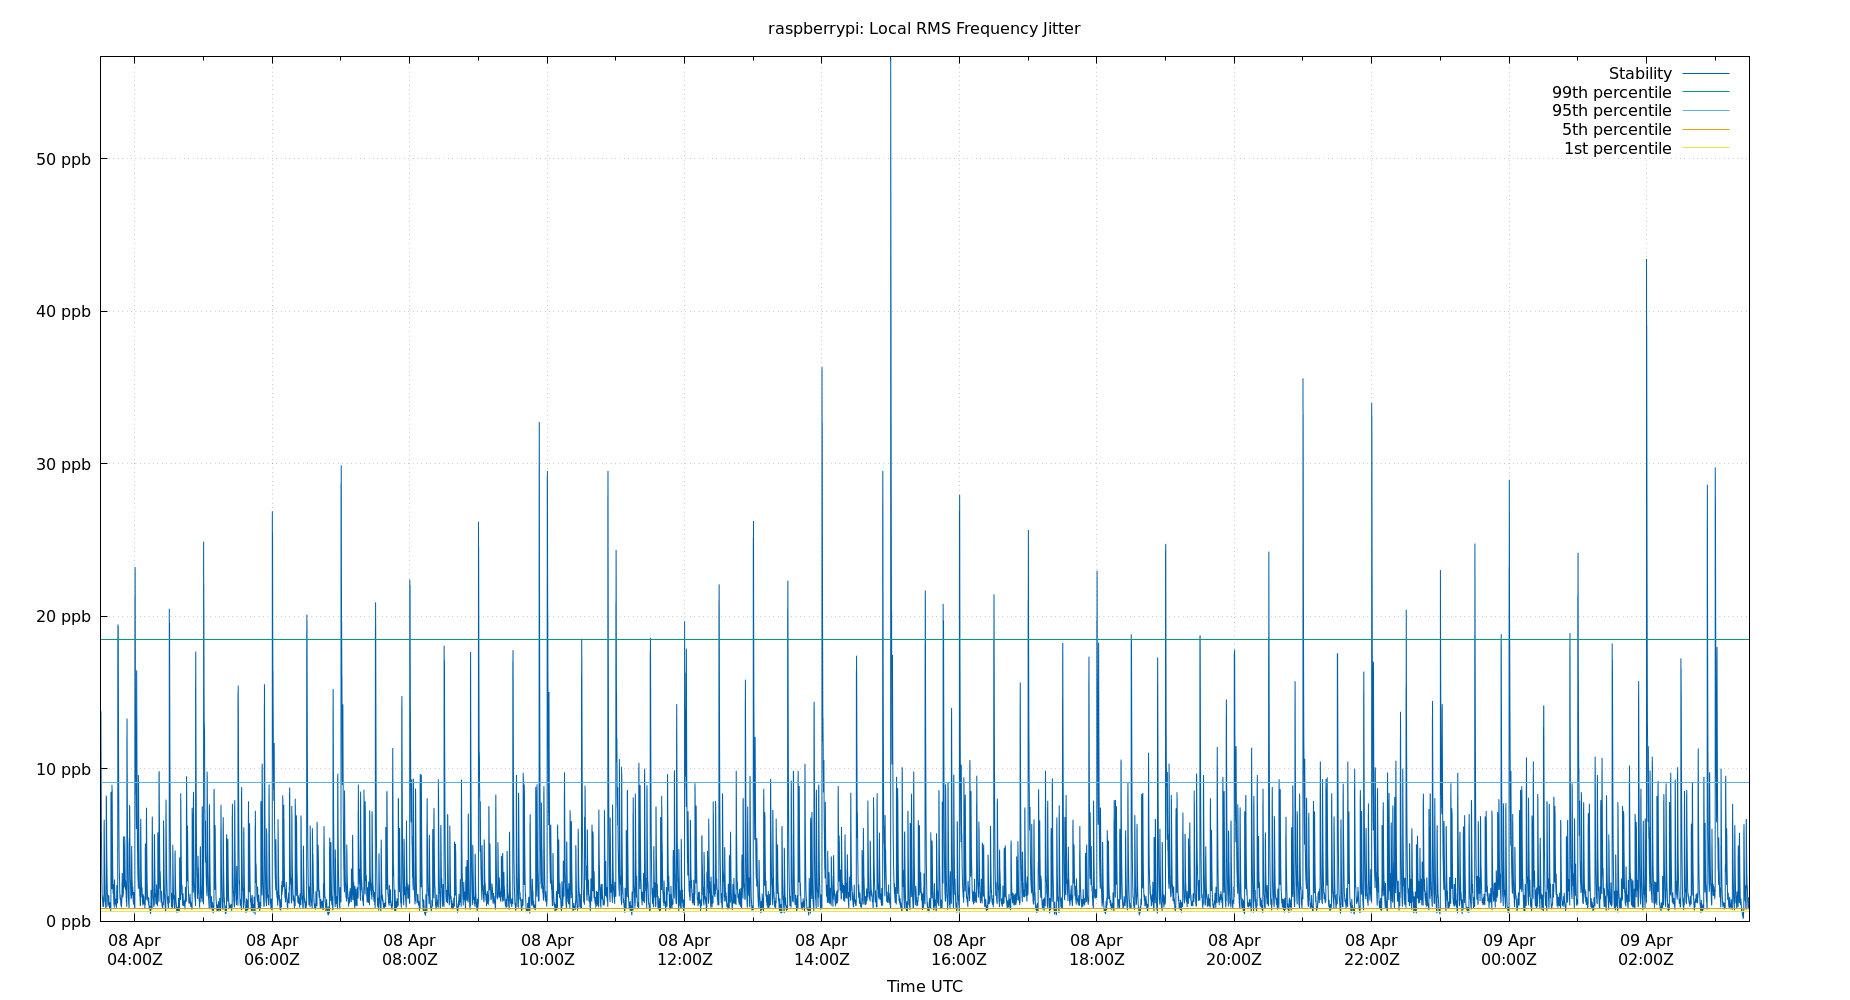 raspberrypi: Local RMS Frequency Jitter
Stability
99th percentile
95th percentile
5th percentile
1st percentile
50 ppb
40 ppb
30 ppb
20 ppb
10 ppb
0 ppb
08 Apr 08 Apr 08 Apr 08 Apr 08 Apr 08 Apr 08 Apr 08 Apr 08 Apr 08 Apr 09 Apr 09 Apr
04:00Z 06:00Z 08:00Z 10:00Z 12:00Z 14:00Z 16:00Z 18:00Z 20:00Z 22:00Z 00:00Z 02:00Z
Time UTC